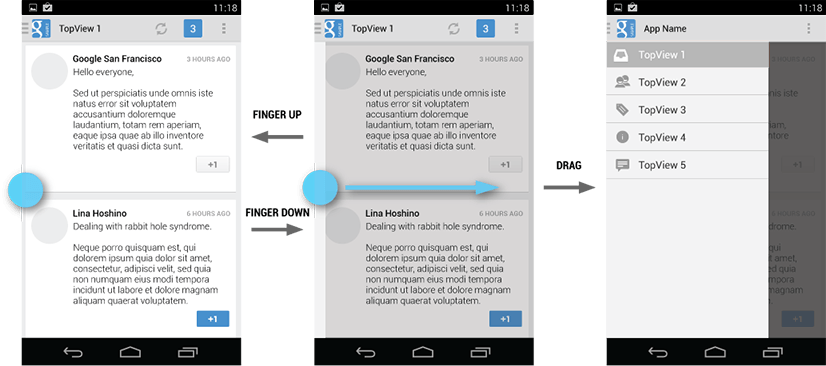 11:18
TopView 1
3
Google San Francisco 3 HOURS AGO
Hello everyone,
Sed ut perspiciatis unde omnis iste
natus error sit voluptatem
accusantium doloremque
laudantium, totam rem aperiam,
eaque ipsa quae ab illo inventore
veritatis et quasi dicta sunt.
+1
Lina Hoshino 6 HOURS AGO
Dealing with rabbit hole syndrome.
Neque porro quisquam est, qui
dolorem ipsum quia dolor sit amet,
consectetur, adipisci velit, sed quia
non numquam eius modi tempora
incidunt ut labore et dolore magnam
aliquam quaerat voluptatem.
+1
FINGER UP
FINGER DOWN
11:18
TopView 1
3
Google San Francisco 3 HOURS AGO
Hello everyone,
Sed ut perspiciatis unde omnis iste
natus error sit voluptatem
accusantium doloremque
laudantium, totam rem aperiam,
eaque ipsa quae ab illo inventore
veritatis et quasi dicta sunt.
+1
Lina Hoshino 6 HOURS AGO
Dealing with rabbit hole syndrome.
Neque porro quisquam est, qui
dolorem ipsum quia dolor sit amet,
consectetur, adipisci velit, sed quia
non numquam eius modi tempora
incidunt ut labore et dolore magnam
aliquam quaerat voluptatem.
+1
DRAG
11:18
App Name
TopView 1
TopView 2
TopView 3
TopView 4
TopView 5
HOURS AGO
HOURS AGO
+1